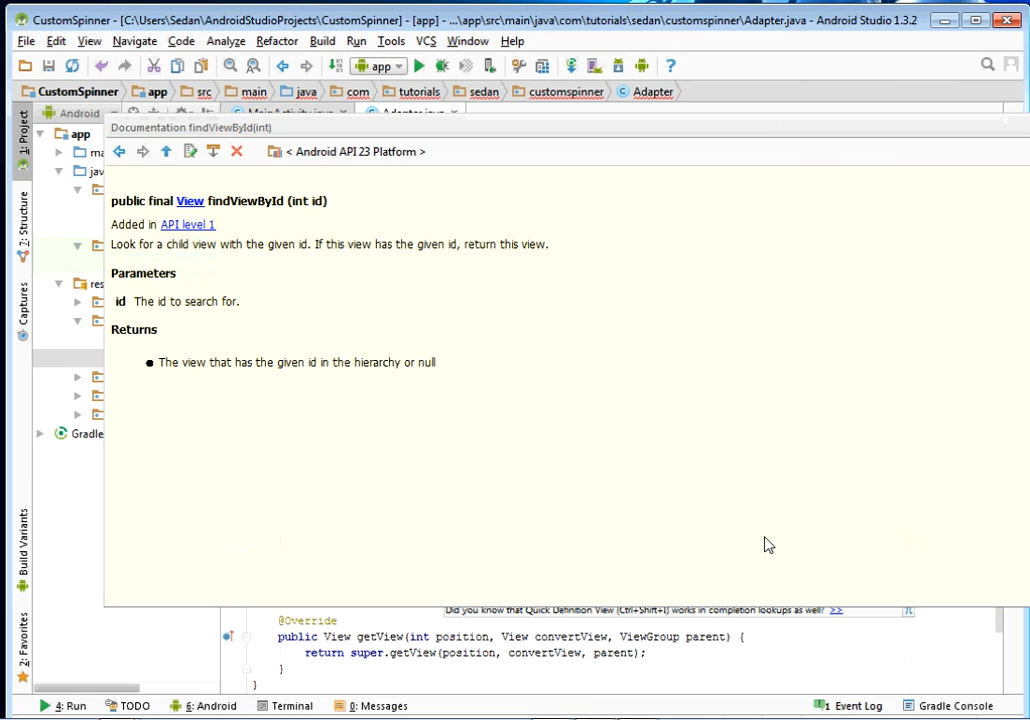 CustomSpinner - [C:\Users\Sedan\AndroidStudioProjects\CustomSpinner] - [app] - ...\app\src\main\java\com\tutorials\sedan\customspinner\Adapter.java - Android Studio 1.3.2
File Edit View Navigate Code Analyze Refactor Build Run Tools VCS Window Help
app
CustomSpinner app src main java com tutorials sedan customspinner Adapter
Android
Documentation findViewById(int)
app
< Android API 23 Platform >
public final View findViewById (int id)
Added in API level 1
Look for a child view with the given id. If this view has the given id, return this view.
Parameters
id The id to search for.
Returns
● The view that has the given id in the hierarchy or null
Gradle
1: Project
7: Structure
Captures
Build Variants
2: Favorites
Did you know that Quick Definition View (Ctrl+Shift+I) works in completion lookups as well? >>
π
@Override
public View getView(int position, View convertView, ViewGroup parent) {
return super.getView(position, convertView, parent);
}
}
4: Run TODO 6: Android Terminal 0: Messages 1 Event Log Gradle Console